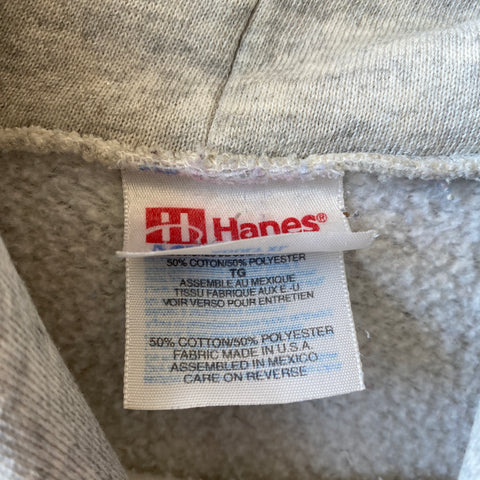 Hanes®
50% COTON/50% POLYESTER
TG
ASSEMBLE AU MEXIQUE
TISSU FABRIQUE AUX E-U
VOIR VERSO POUR ENTRETIEN
50% COTTON/50% POLYESTER
FABRIC MADE IN U.S.A.
ASSEMBLED IN MEXICO
CARE ON REVERSE